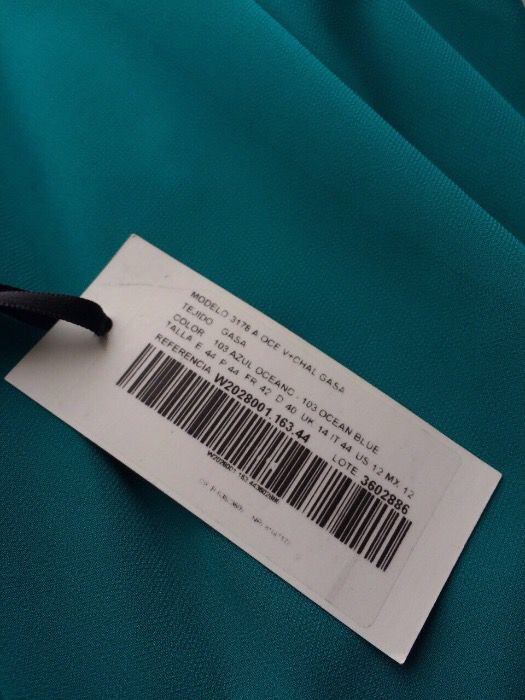 MODELO 3176 A OCE V+CHAL GASA
TEJIDO GASA
COLOR 103 AZUL OCEANO - 103 OCEAN BLUE
TALLA E 44 P 44 FR 42 D 40 UK 14 IT 44 US 12 MX 12
REFERENCIA W2028001.163.44 LOTE 3602886